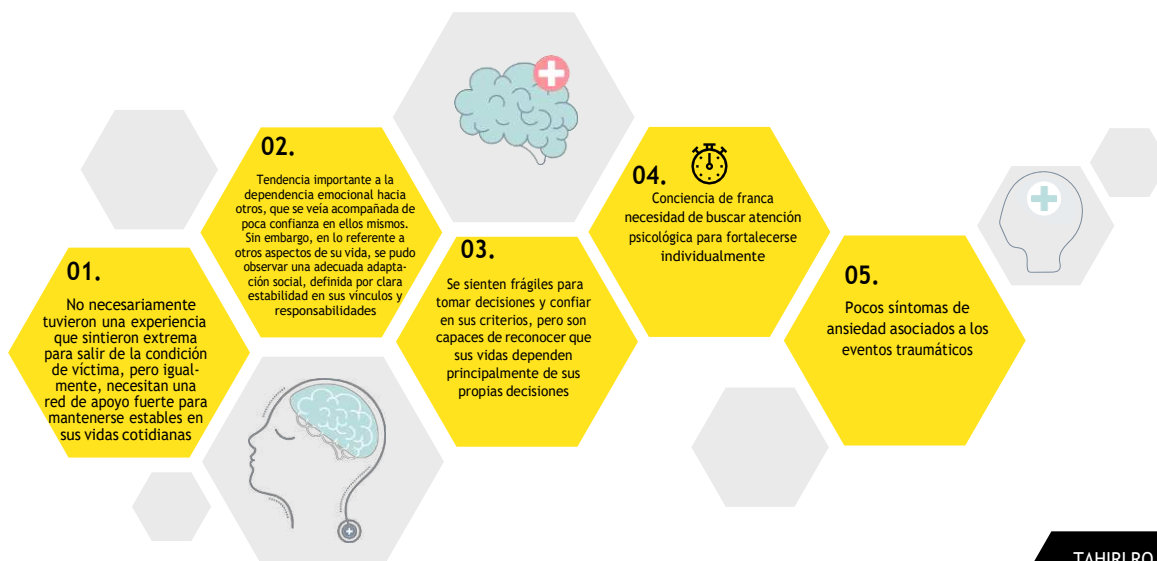 01.
No necesariamente
tuvieron una experiencia
que sintieron extrema
para salir de la condición
de víctima, pero igual-
mente, necesitan una
red de apoyo fuerte para
mantenerse estables en
sus vidas cotidianas
02.
Tendencia importante a la
dependencia emocional hacia
otros, que se veía acompañada de
poca confianza en ellos mismos.
Sin embargo, en lo referente a
otros aspectos de su vida, se pudo
observar una adecuada adapta-
ción social, definida por clara
estabilidad en sus vínculos y
responsabilidades
03.
Se sienten frágiles para
tomar decisiones y confiar
en sus criterios, pero son
capaces de reconocer que
sus vidas dependen
principalmente de sus
propias decisiones
04.
Conciencia de franca
necesidad de buscar atención
psicológica para fortalecerse
individualmente
05.
Pocos síntomas de
ansiedad asociados a los
eventos traumáticos
TAHIRI RO